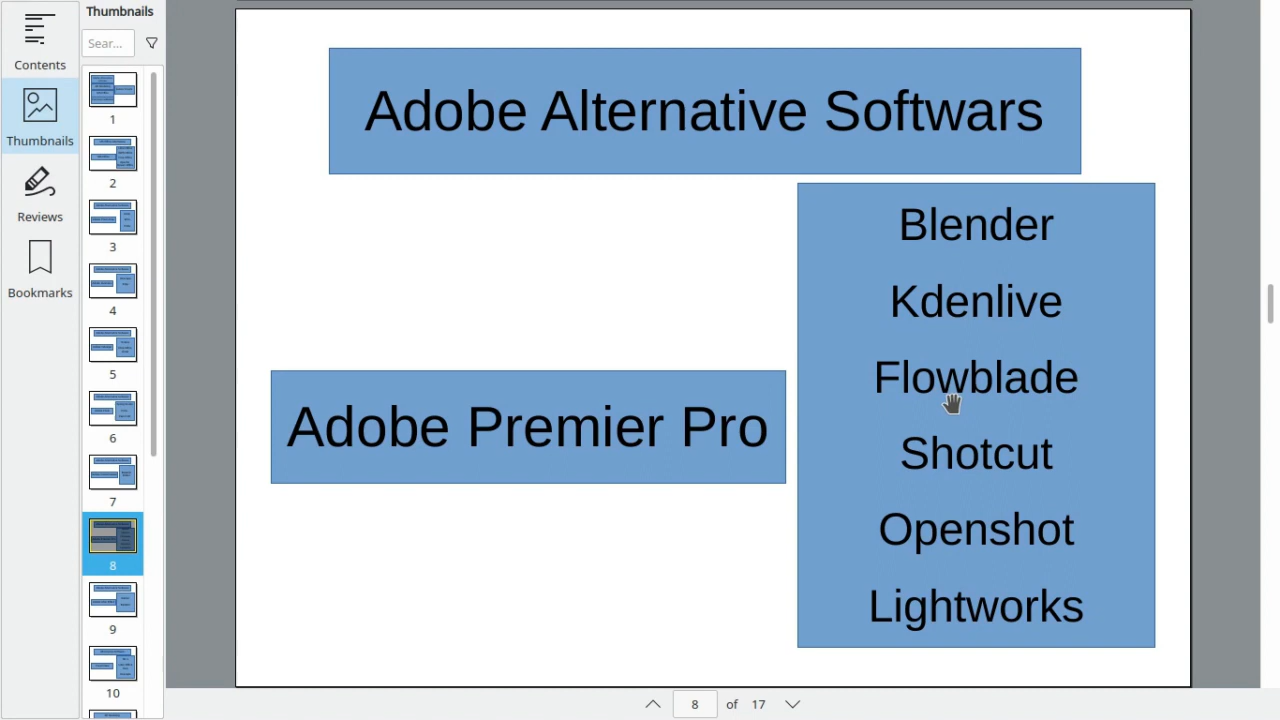 Thumbnails
Sear...
Contents
Thumbnails
Reviews
Bookmarks
1
2
3
4
5
6
7
8
9
10
Adobe Alternative Softwars
Adobe Premier Pro
Blender
Kdenlive
Flowblade
Shotcut
Openshot
Lightworks
8 of 17